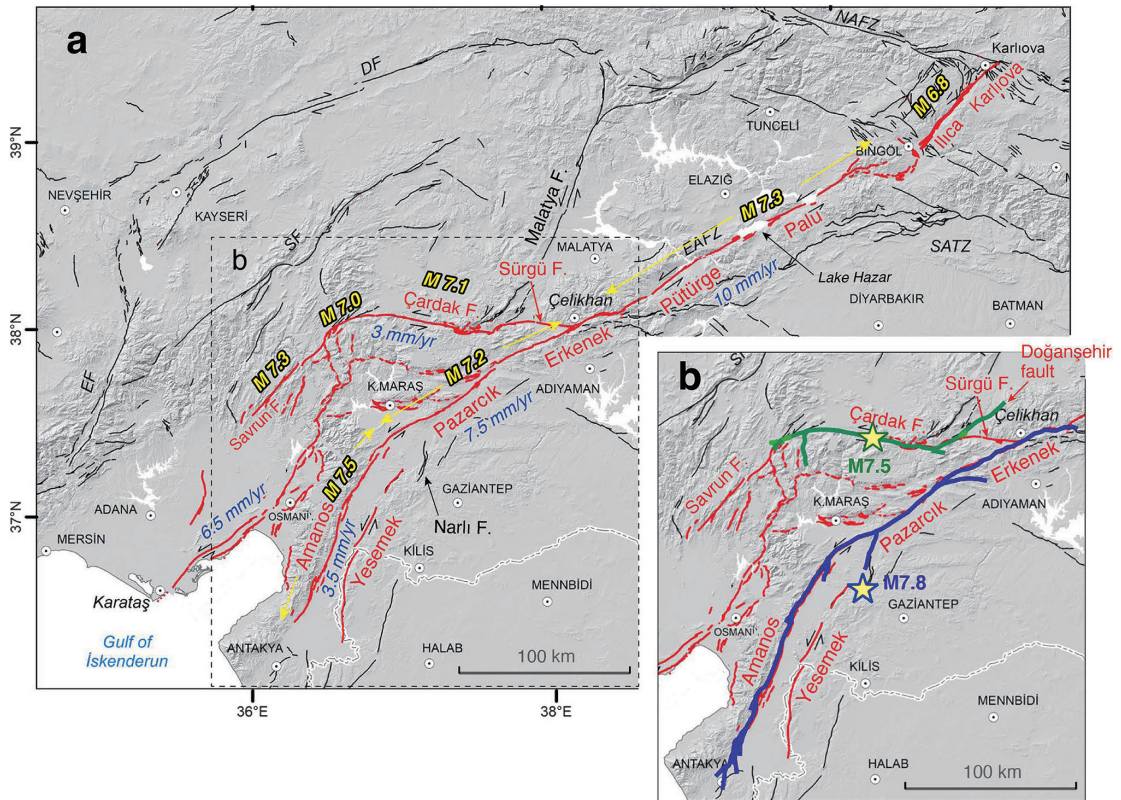 a
NAFZ
Karlıova
DF
M 6.8
Karlıova
Ilıca
39°N
TUNCELİ
BİNGÖL
NEVŞEHİR
KAYSERİ
ELAZIĞ
M 7.3
Palu
Malatya F.
SF
b
MALATYA
EAFZ
SATZ
Lake Hazar
M 7.1
Sürgü F.
Çelikhan
Pütürge
10 mm/yr
DİYARBAKIR
BATMAN
M 7.0
Çardak F.
38°N
3 mm/yr
Erkenek
M 7.3
M 7.2
EF
K.MARAŞ
ADIYAMAN
Savrun F.
Pazarcık
7.5 mm/yr
M 7.5
GAZİANTEP
ADANA
37°N
6.5 mm/yr
OSMANİ.
Amanos
Narlı F.
MERSİN
3.5 mm/yr
Yesemek
KİLİS
MENNBİDİ
Karataş
Gulf of
İskenderun
ANTAKYA
HALAB
100 km
36°E
38°E
b
Doğanşehir
fault
Sürgü F.
Çelikhan
Çardak F.
M7.5
Erkenek
Savrun F.
K.MARAŞ
ADIYAMAN
Pazarcık
M7.8
GAZİANTEP
OSMANİ.
Amanos
Yesemek
KİLİS
MENNBİDİ
ANTAKYA
HALAB
100 km